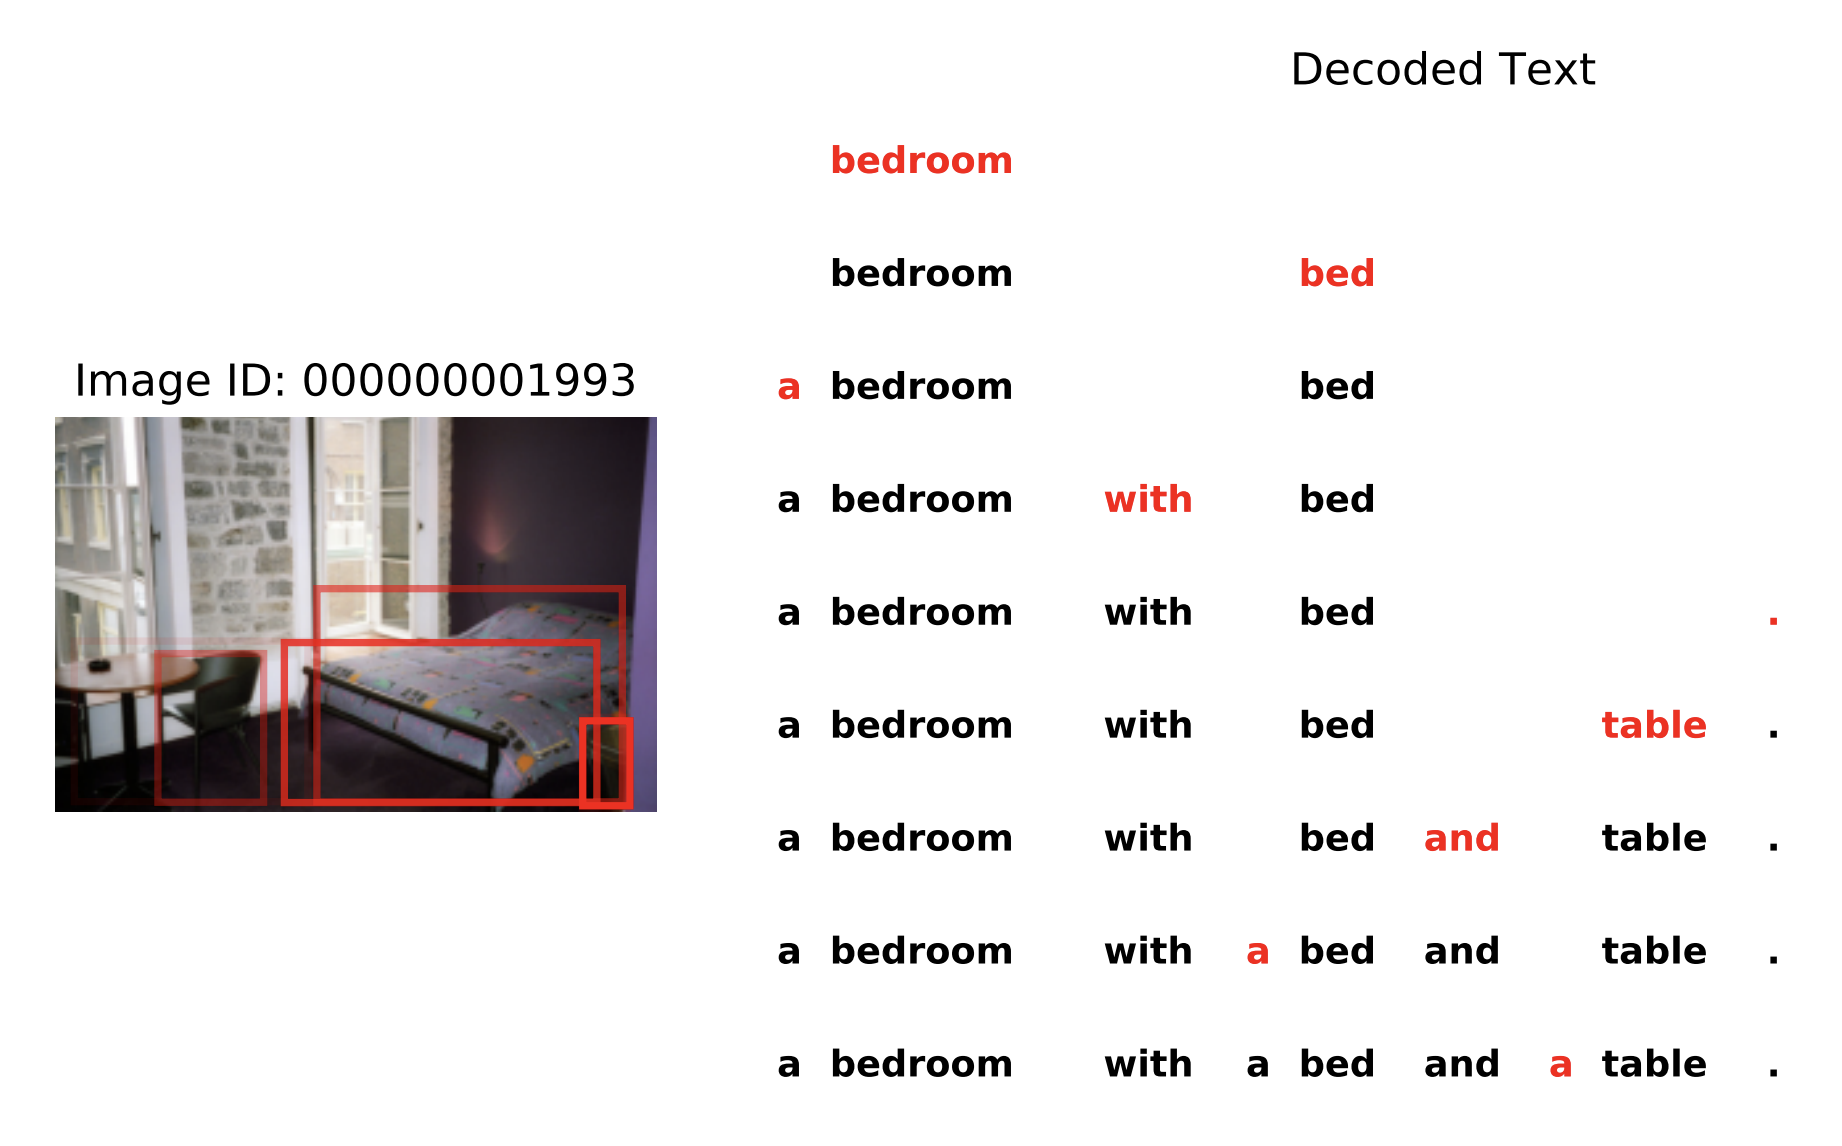 Decoded Text
bedroom
bedroom bed
a bedroom bed
Image ID: 000000001993
a bedroom with bed
a bedroom with bed .
a bedroom with bed table .
a bedroom with bed and table .
a bedroom with a bed and table .
a bedroom with a bed and a table .